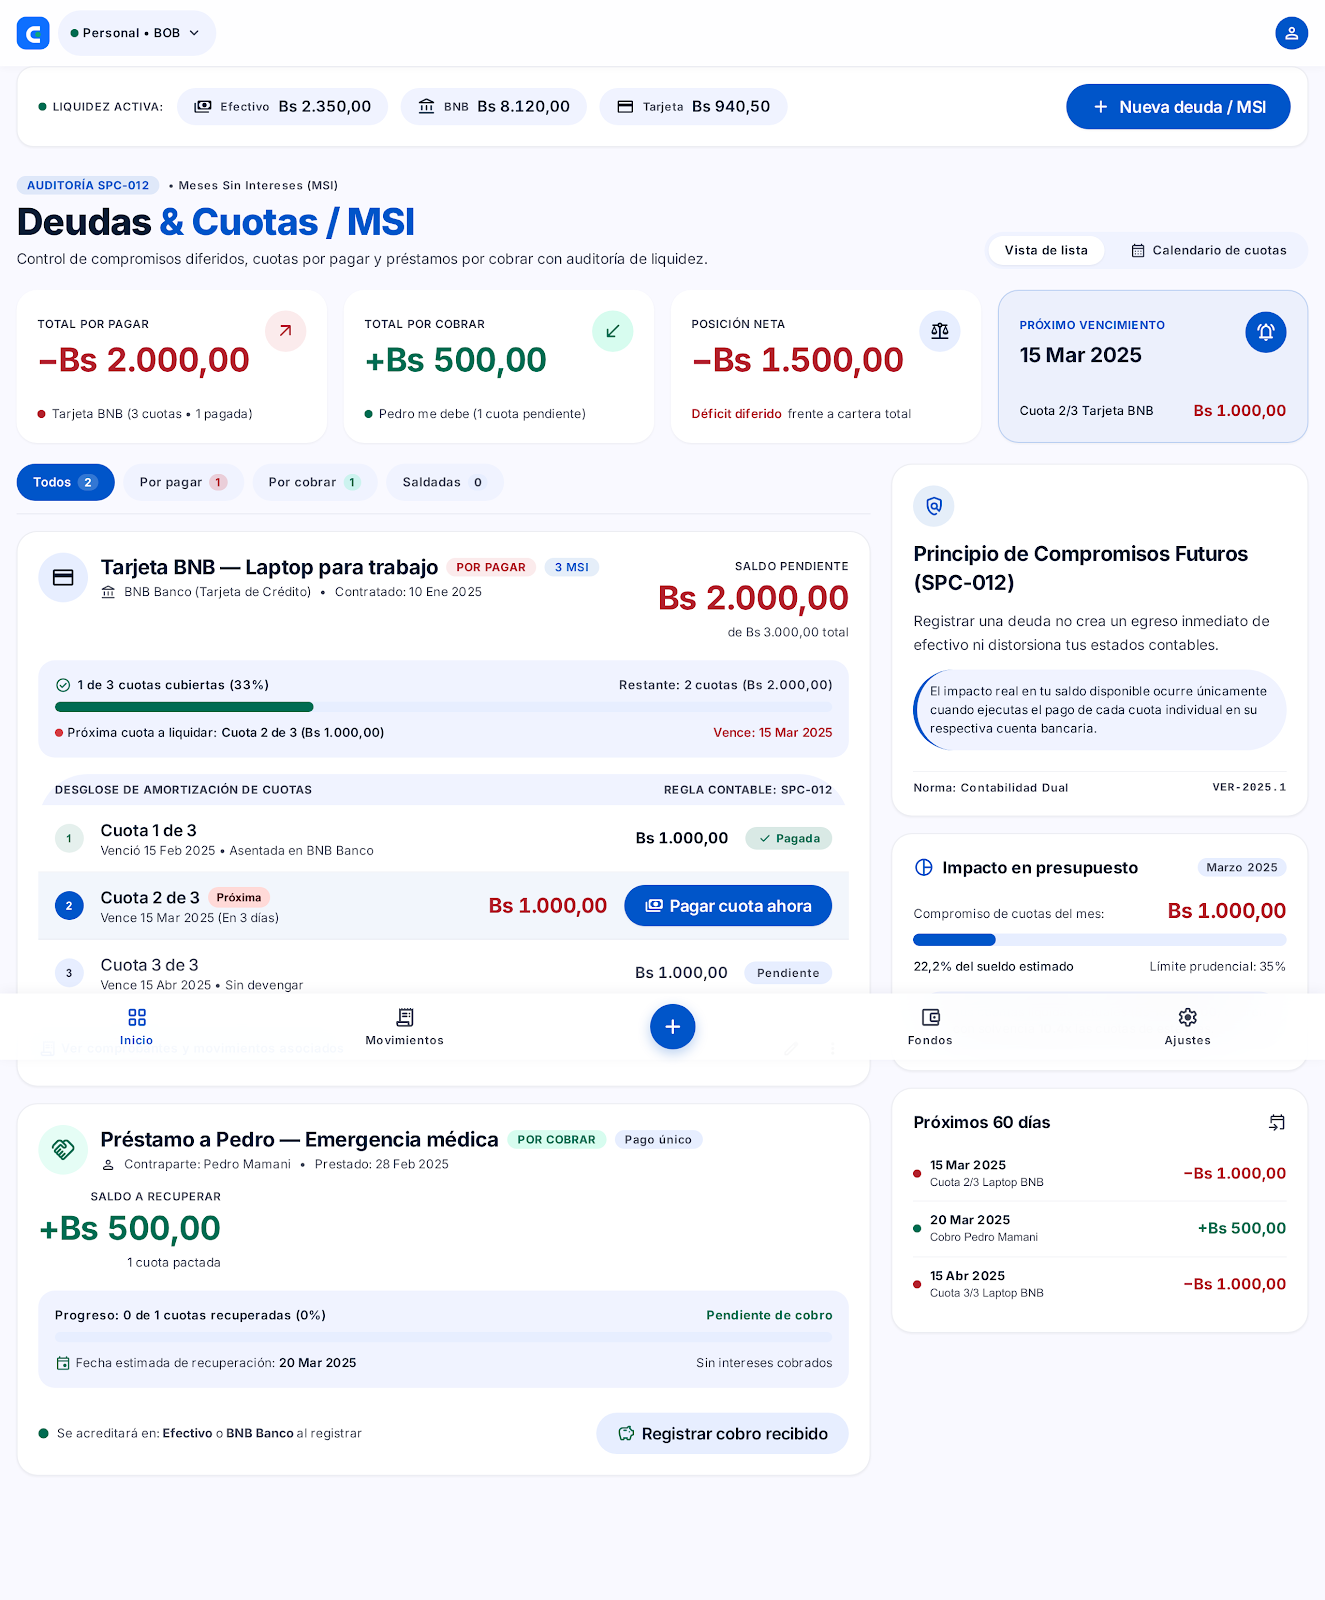 Personal • BOB
LIQUIDEZ ACTIVA:
Efectivo Bs 2.350,00
BNB Bs 8.120,00
Tarjeta Bs 940,50
+ Nueva deuda / MSI
AUDITORÍA SPC-012 • Meses Sin Intereses (MSI)
Deudas & Cuotas / MSI
Control de compromisos diferidos, cuotas por pagar y préstamos por cobrar con auditoría de liquidez.
Vista de lista
Calendario de cuotas
TOTAL POR PAGAR
−Bs 2.000,00
Tarjeta BNB (3 cuotas • 1 pagada)
TOTAL POR COBRAR
+Bs 500,00
Pedro me debe (1 cuota pendiente)
POSICIÓN NETA
−Bs 1.500,00
Déficit diferido frente a cartera total
PRÓXIMO VENCIMIENTO
15 Mar 2025
Cuota 2/3 Tarjeta BNB Bs 1.000,00
Todos 2
Por pagar 1
Por cobrar 1
Saldadas 0
Tarjeta BNB — Laptop para trabajo POR PAGAR 3 MSI
BNB Banco (Tarjeta de Crédito) • Contratado: 10 Ene 2025
SALDO PENDIENTE
Bs 2.000,00
de Bs 3.000,00 total
1 de 3 cuotas cubiertas (33%) Restante: 2 cuotas (Bs 2.000,00)
Próxima cuota a liquidar: Cuota 2 de 3 (Bs 1.000,00) Vence: 15 Mar 2025
DESGLOSE DE AMORTIZACIÓN DE CUOTAS REGLA CONTABLE: SPC-012
1 Cuota 1 de 3
Venció 15 Feb 2025 • Asentada en BNB Banco
Bs 1.000,00 Pagada
2 Cuota 2 de 3 Próxima
Vence 15 Mar 2025 (En 3 días)
Bs 1.000,00 Pagar cuota ahora
3 Cuota 3 de 3
Vence 15 Abr 2025 • Sin devengar
Bs 1.000,00 Pendiente
Ver comprobantes y movimientos asociados
Préstamo a Pedro — Emergencia médica POR COBRAR Pago único
Contraparte: Pedro Mamani • Prestado: 28 Feb 2025
SALDO A RECUPERAR
+Bs 500,00
1 cuota pactada
Progreso: 0 de 1 cuotas recuperadas (0%) Pendiente de cobro
Fecha estimada de recuperación: 20 Mar 2025 Sin intereses cobrados
Se acreditará en: Efectivo o BNB Banco al registrar
Registrar cobro recibido
Principio de Compromisos Futuros
(SPC-012)
Registrar una deuda no crea un egreso inmediato de
efectivo ni distorsiona tus estados contables.
El impacto real en tu saldo disponible ocurre únicamente
cuando ejecutas el pago de cada cuota individual en su
respectiva cuenta bancaria.
Norma: Contabilidad Dual VER-2025.1
Impacto en presupuesto Marzo 2025
Compromiso de cuotas del mes: Bs 1.000,00
22,2% del sueldo estimado Límite prudencial: 35%
Próximos 60 días
15 Mar 2025
Cuota 2/3 Laptop BNB
−Bs 1.000,00
20 Mar 2025
Cobro Pedro Mamani
+Bs 500,00
15 Abr 2025
Cuota 3/3 Laptop BNB
−Bs 1.000,00
Inicio
Movimientos
+
Fondos
Ajustes